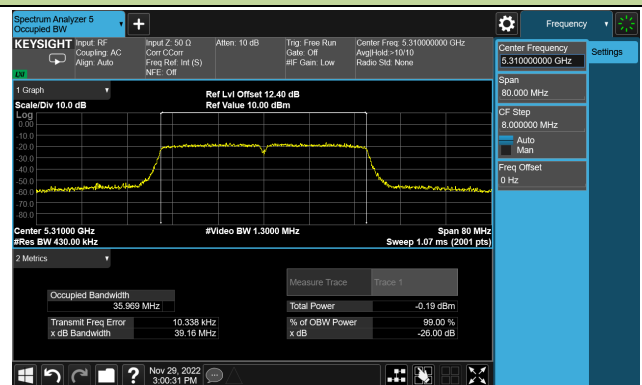 Spectrum Analyzer 5
Occupied BW
+
Frequency
KEYSIGHT
Input: RF
Coupling: AC
Align: Auto
Input Z: 50 Ω
Corr CCorr
Freq Ref: Int (S)
NFE: Off
Atten: 10 dB
Trig: Free Run
Gate: Off
#IF Gain: Low
Center Freq: 5.310000000 GHz
Avg|Hold:>10/10
Radio Std: None
LXI
Center Frequency
5.310000000 GHz
Settings
Span
80.000 MHz
CF Step
8.000000 MHz
Auto
Man
Freq Offset
0 Hz
1 Graph
Scale/Div 10.0 dB
Ref Lvl Offset 12.40 dB
Ref Value 10.00 dBm
Log
0.00
-10.0
-20.0
-30.0
-40.0
-50.0
-60.0
-70.0
-80.0
Center 5.31000 GHz
#Res BW 430.00 kHz
#Video BW 1.3000 MHz
Span 80 MHz
Sweep 1.07 ms (2001 pts)
2 Metrics
Measure Trace
Trace 1
Occupied Bandwidth
35.969 MHz
Total Power
-0.19 dBm
Transmit Freq Error
10.338 kHz
% of OBW Power
99.00 %
x dB Bandwidth
39.16 MHz
x dB
-26.00 dB
?
Nov 29, 2022
3:00:31 PM